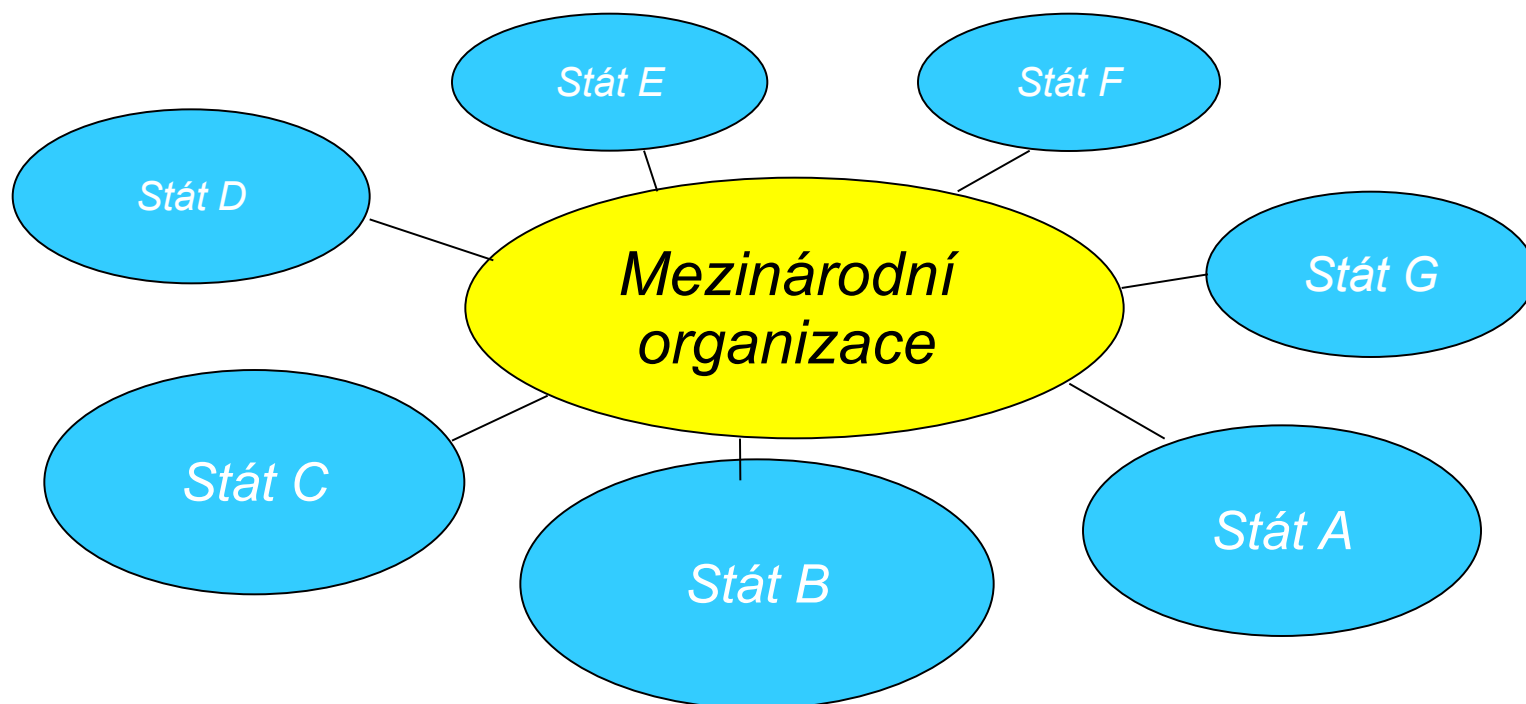 Stát E
Stát F
Stát D
Mezinárodní
organizace
Stát G
Stát C
Stát A
Stát B